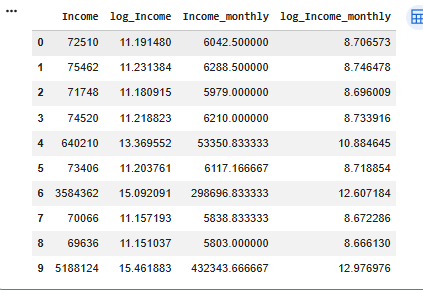 ...
Income log_Income Income_monthly log_Income_monthly
0 72510 11.191480 6042.500000 8.706573
1 75462 11.231384 6288.500000 8.746478
2 71748 11.180915 5979.000000 8.696009
3 74520 11.218823 6210.000000 8.733916
4 640210 13.369552 53350.833333 10.884645
5 73406 11.203761 6117.166667 8.718854
6 3584362 15.092091 298696.833333 12.607184
7 70066 11.157193 5838.833333 8.672286
8 69636 11.151037 5803.000000 8.666130
9 5188124 15.461883 432343.666667 12.976976